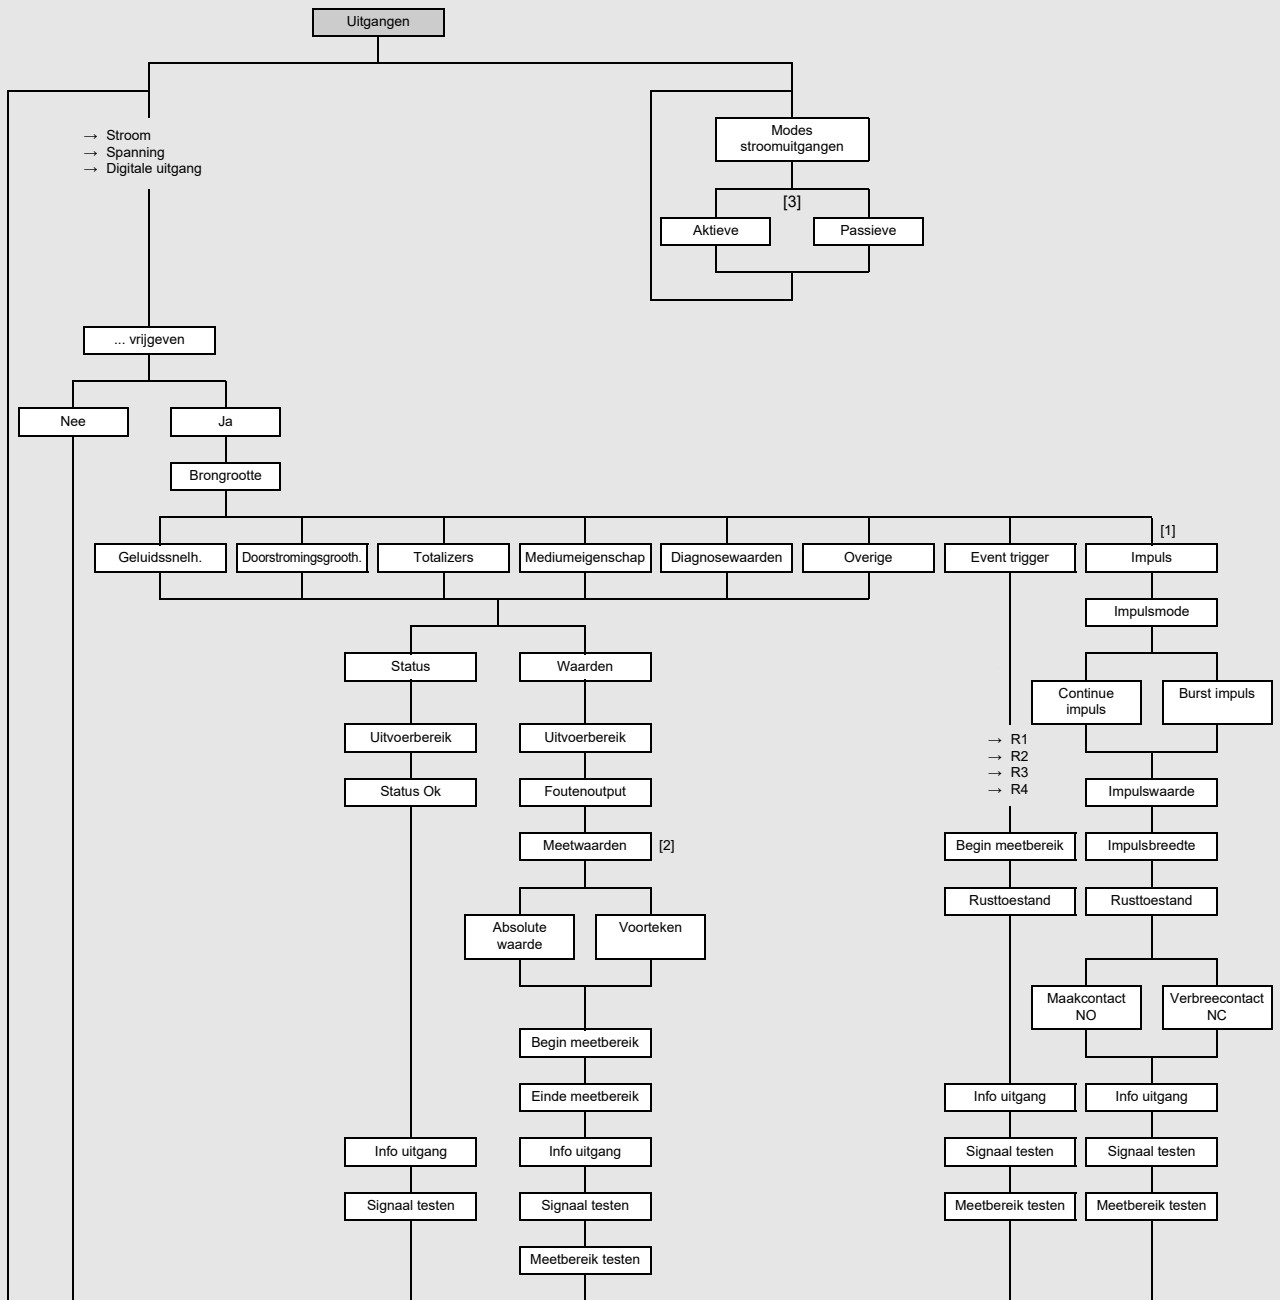 Uitgangen
→ Stroom
→ Spanning
→ Digitale uitgang
Modes
stroomuitgangen
[3]
Aktieve
Passieve
... vrijgeven
Nee
Ja
Brongrootte
[1]
Geluidssnelh.
Doorstromingsgrooth.
Totalizers
Mediumeigenschap
Diagnosewaarden
Overige
Event trigger
Impuls
Impulsmode
Status
Waarden
Continue
impuls
Burst impuls
Uitvoerbereik
Uitvoerbereik
→ R1
→ R2
→ R3
→ R4
Status Ok
Foutenoutput
Impulswaarde
Meetwaarden
[2]
Begin meetbereik
Impulsbreedte
Rusttoestand
Rusttoestand
Absolute
waarde
Voorteken
Maakcontact
NO
Verbreecontact
NC
Begin meetbereik
Einde meetbereik
Info uitgang
Info uitgang
Info uitgang
Info uitgang
Signaal testen
Signaal testen
Signaal testen
Signaal testen
Meetbereik testen
Meetbereik testen
Meetbereik testen